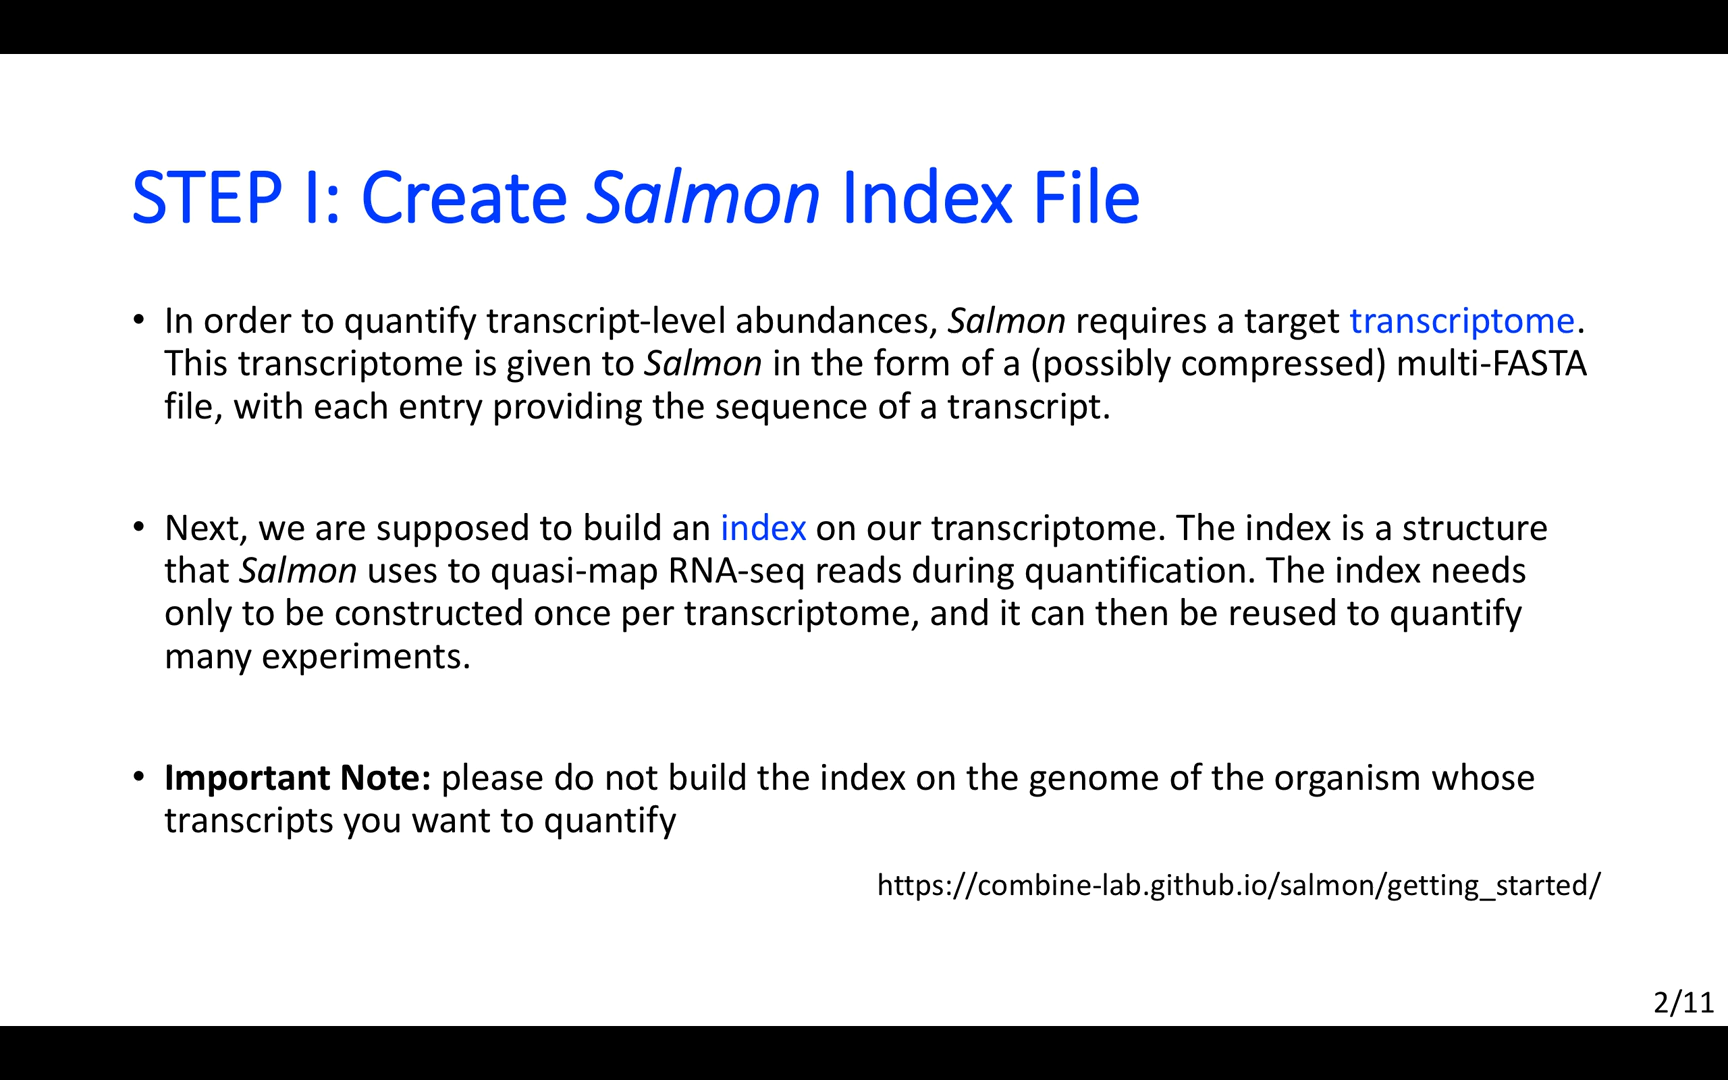 STEP I: Create Salmon Index File
• In order to quantify transcript-level abundances, Salmon requires a target transcriptome.
This transcriptome is given to Salmon in the form of a (possibly compressed) multi-FASTA
file, with each entry providing the sequence of a transcript.
• Next, we are supposed to build an index on our transcriptome. The index is a structure
that Salmon uses to quasi-map RNA-seq reads during quantification. The index needs
only to be constructed once per transcriptome, and it can then be reused to quantify
many experiments.
• Important Note: please do not build the index on the genome of the organism whose
transcripts you want to quantify
https://combine-lab.github.io/salmon/getting_started/
2/11